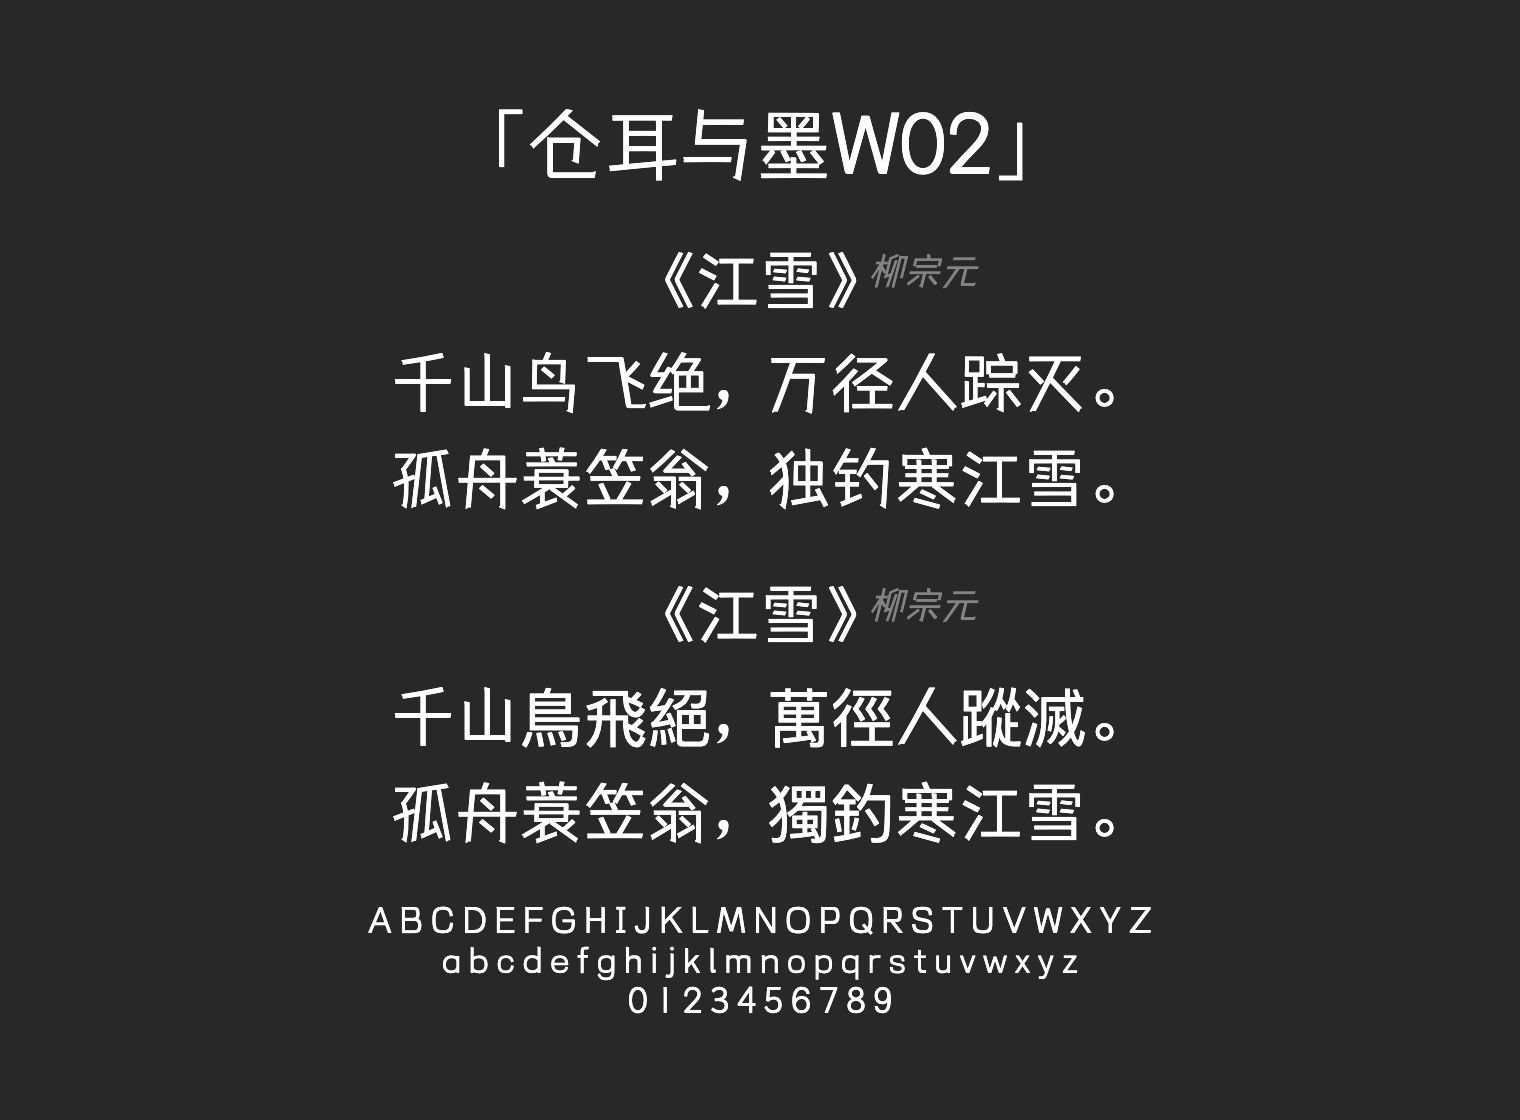 「仓耳与墨W02」
《江雪》柳宗元
千山鸟飞绝，万径人踪灭。
孤舟蓑笠翁，独钓寒江雪。
《江雪》柳宗元
千山鳥飛絕，萬徑人蹤滅。
孤舟蓑笠翁，獨釣寒江雪。
ABCDEFGHIJKLMNOPQRSTUVWXYZ
abcdefghijklmnopqrstuvwxyz
0123456789